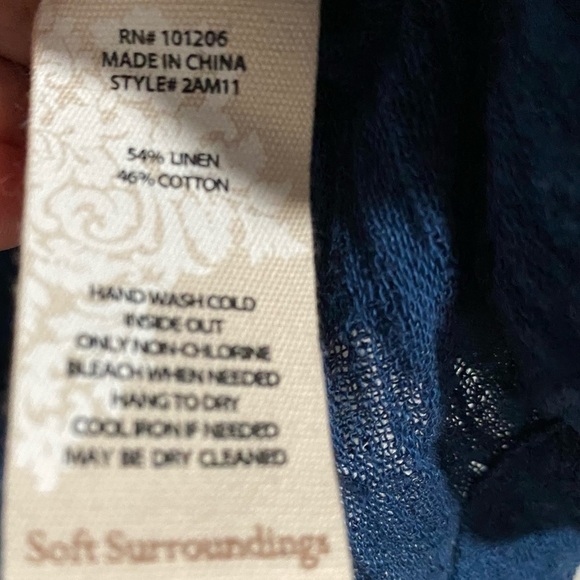 RN# 101206
MADE IN CHINA
STYLE# 2AM11
54% LINEN
46% COTTON
HAND WASH COLD
INSIDE OUT
ONLY NON-CHLORINE
BLEACH WHEN NEEDED
HANG TO DRY
COOL IRON IF NEEDED
MAY BE DRY CLEANED
Soft Surroundings